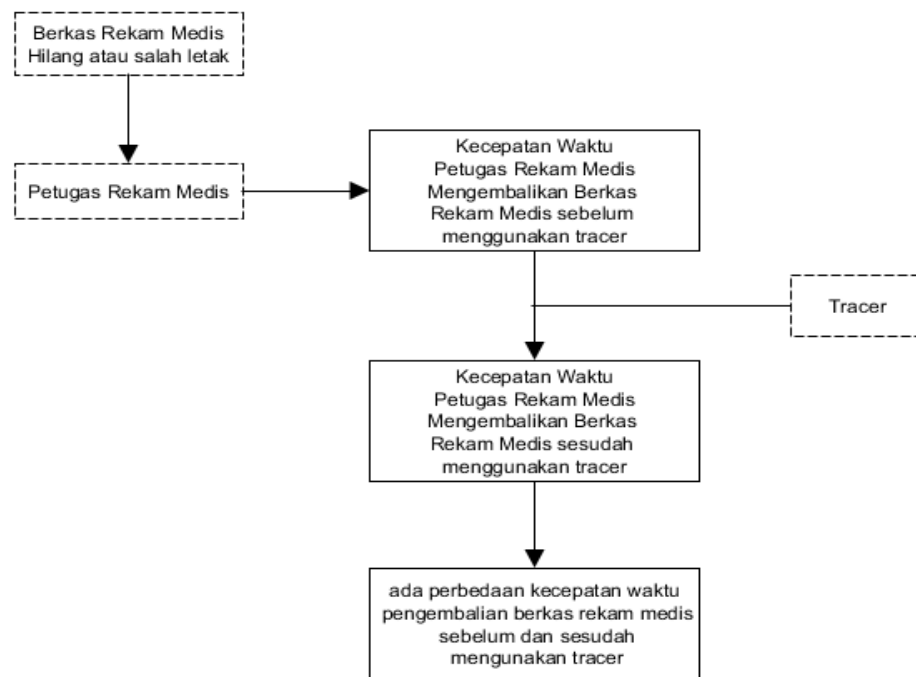 Berkas Rekam Medis
Hilang atau salah letak
Petugas Rekam Medis
Kecepatan Waktu
Petugas Rekam Medis
Mengembalikan Berkas
Rekam Medis sebelum
menggunakan tracer
Tracer
Kecepatan Waktu
Petugas Rekam Medis
Mengembalikan Berkas
Rekam Medis sesudah
menggunakan tracer
ada perbedaan kecepatan waktu
pengembalian berkas rekam medis
sebelum dan sesudah
mengunakan tracer